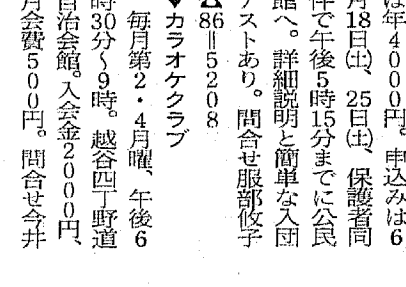 は年4000円。申込みは6
月18日㈯、25日㈯、保護者同
伴で午後5時15分までに公民
館へ。詳細説明と簡単な入団
テストあり。問合せ服部攸子
☎86＝5208
▼カラオケクラブ
毎月第2・4月曜、午後6
時30分〜9時。越谷四丁野道
自治会館。入会金2000円、
月会費500円。問合せ今井